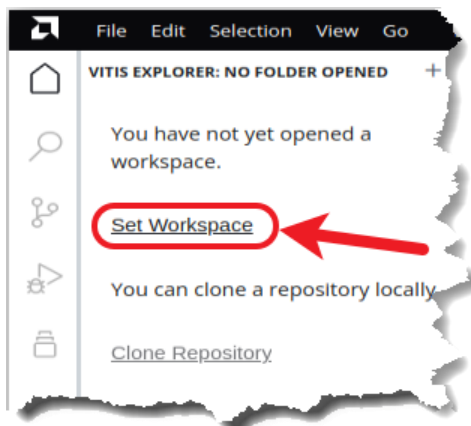 File Edit Selection View Go
VITIS EXPLORER: NO FOLDER OPENED +
You have not yet opened a
workspace.
Set Workspace
You can clone a repository locally
Clone Repository